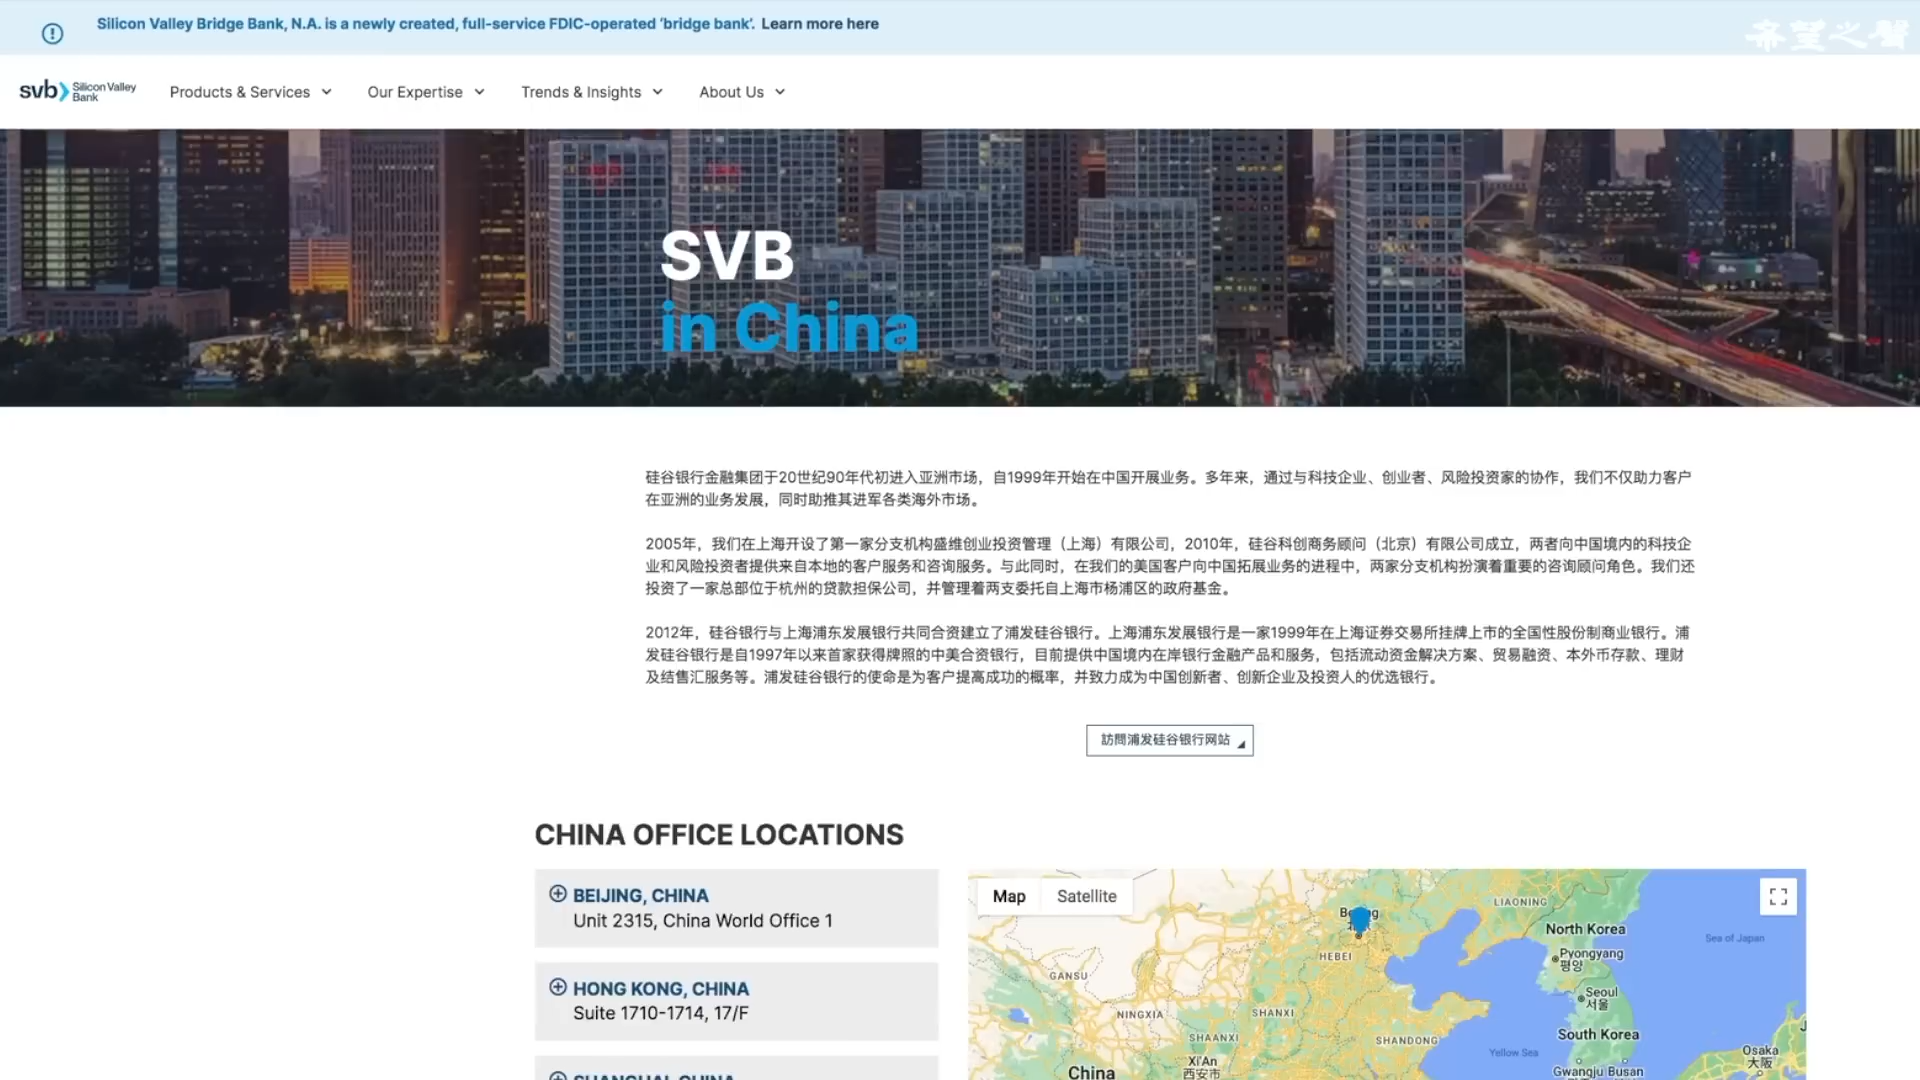 Silicon Valley Bridge Bank, N.A. is a newly created, full-service FDIC-operated 'bridge bank'. Learn more here
希望之聲
svb Silicon Valley Bank
Products & Services
Our Expertise
Trends & Insights
About Us
SVB
in China
硅谷银行金融集团于20世纪90年代初进入亚洲市场，自1999年开始在中国开展业务。多年来，通过与科技企业、创业者、风险投资家的协作，我们不仅助力客户
在亚洲的业务发展，同时助推其进军各类海外市场。
2005年，我们在上海开设了第一家分支机构盛维创业投资管理（上海）有限公司，2010年，硅谷科创商务顾问（北京）有限公司成立，两者向中国境内的科技企
业和风险投资者提供来自本地的客户服务和咨询服务。与此同时，在我们的美国客户向中国拓展业务的进程中，两家分支机构扮演着重要的咨询顾问角色。我们还
投资了一家总部位于杭州的贷款担保公司，并管理着两支委托自上海市杨浦区的政府基金。
2012年，硅谷银行与上海浦东发展银行共同合资建立了浦发硅谷银行。上海浦东发展银行是一家1999年在上海证券交易所挂牌上市的全国性股份制商业银行。浦
发硅谷银行是自1997年以来首家获得牌照的中美合资银行，目前提供中国境内在岸银行金融产品和服务，包括流动资金解决方案、贸易融资、本外币存款、理财
及结售汇服务等。浦发硅谷银行的使命是为客户提高成功的概率，并致力成为中国创新者、创新企业及投资人的优选银行。
訪問浦发硅谷银行网站
CHINA OFFICE LOCATIONS
BEIJING, CHINA
Unit 2315, China World Office 1
HONG KONG, CHINA
Suite 1710-1714, 17/F
SHANGHAI, CHINA
Map
Satellite
LIAONING
North Korea
Sea of Japan
Pyongyang
평양
HEBEI
GANSU
Seoul
서울
NINGXIA
SHANXI
SHANDONG
South Korea
SHAANXI
Yellow Sea
Xi'An
西安市
Osaka
大阪
China
Gwangju
Busan